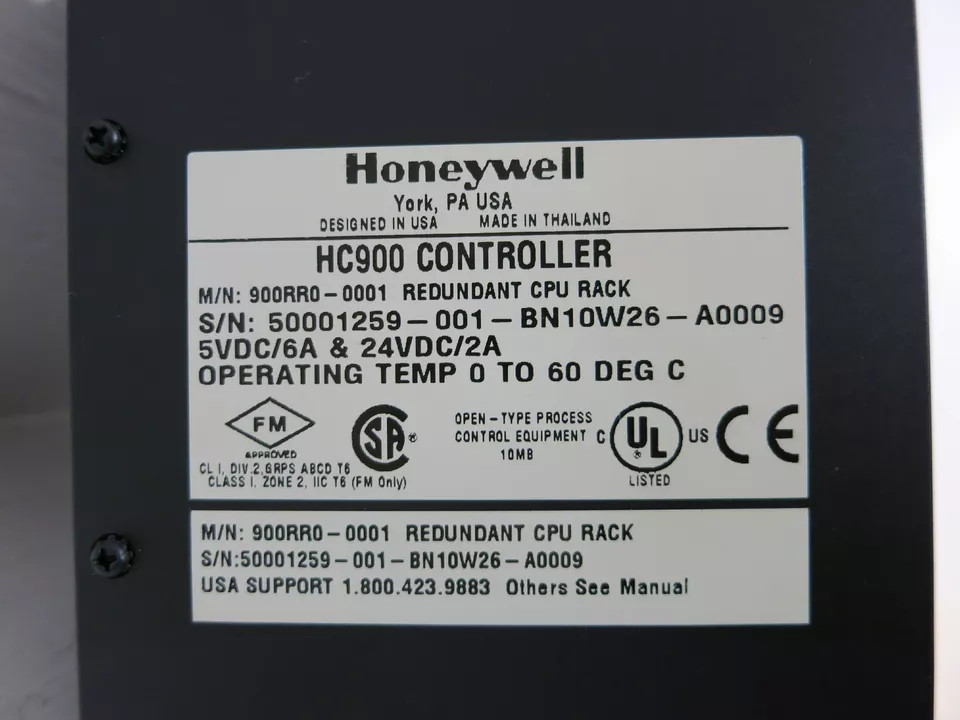 Honeywell
York, PA USA
DESIGNED IN USA MADE IN THAILAND
HC900 CONTROLLER
M/N: 900RR0-0001 REDUNDANT CPU RACK
S/N: 50001259-001-BN10W26-A0009
5VDC/6A & 24VDC/2A
OPERATING TEMP 0 TO 60 DEG C
FM
APPROVED
CL I, DIV.2,GRPS ABCD T6
CLASS I, ZONE 2, IIC T6 (FM Only)
SA ®
OPEN-TYPE PROCESS
CONTROL EQUIPMENT
10MB
C UL ® US
LISTED
CE
M/N: 900RR0-0001 REDUNDANT CPU RACK
S/N:50001259-001-BN10W26-A0009
USA SUPPORT 1.800.423.9883 Others See Manual